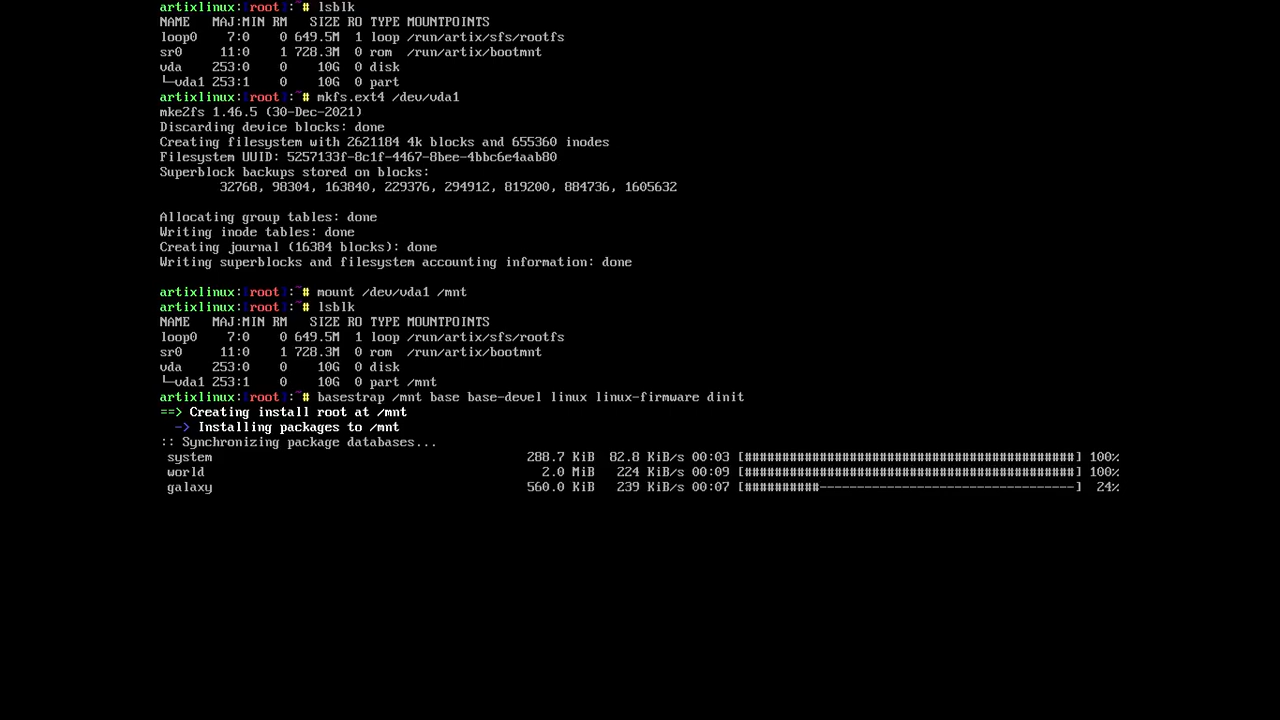 artixlinux:[root]:~# lsblk
NAME   MAJ:MIN RM   SIZE RO TYPE MOUNTPOINTS
loop0    7:0    0 649.5M  1 loop /run/artix/sfs/rootfs
sr0     11:0    1 728.3M  0 rom  /run/artix/bootmnt
vda    253:0    0    10G  0 disk
└─vda1 253:1    0    10G  0 part
artixlinux:[root]:~# mkfs.ext4 /dev/vda1
mke2fs 1.46.5 (30-Dec-2021)
Discarding device blocks: done
Creating filesystem with 2621184 4k blocks and 655360 inodes
Filesystem UUID: 5257133f-8c1f-4467-8bee-4bbc6e4aab80
Superblock backups stored on blocks:
        32768, 98304, 163840, 229376, 294912, 819200, 884736, 1605632
Allocating group tables: done
Writing inode tables: done
Creating journal (16384 blocks): done
Writing superblocks and filesystem accounting information: done
artixlinux:[root]:~# mount /dev/vda1 /mnt
artixlinux:[root]:~# lsblk
NAME   MAJ:MIN RM   SIZE RO TYPE MOUNTPOINTS
loop0    7:0    0 649.5M  1 loop /run/artix/sfs/rootfs
sr0     11:0    1 728.3M  0 rom  /run/artix/bootmnt
vda    253:0    0    10G  0 disk
└─vda1 253:1    0    10G  0 part /mnt
artixlinux:[root]:~# basestrap /mnt base base-devel linux linux-firmware dinit
==> Creating install root at /mnt
  -> Installing packages to /mnt
:: Synchronizing package databases...
 system                                          288.7 KiB  82.8 KiB/s 00:03 [############################################] 100%
 world                                             2.0 MiB   224 KiB/s 00:09 [############################################] 100%
 galaxy                                          560.0 KiB   239 KiB/s 00:07 [##########----------------------------------]  24%